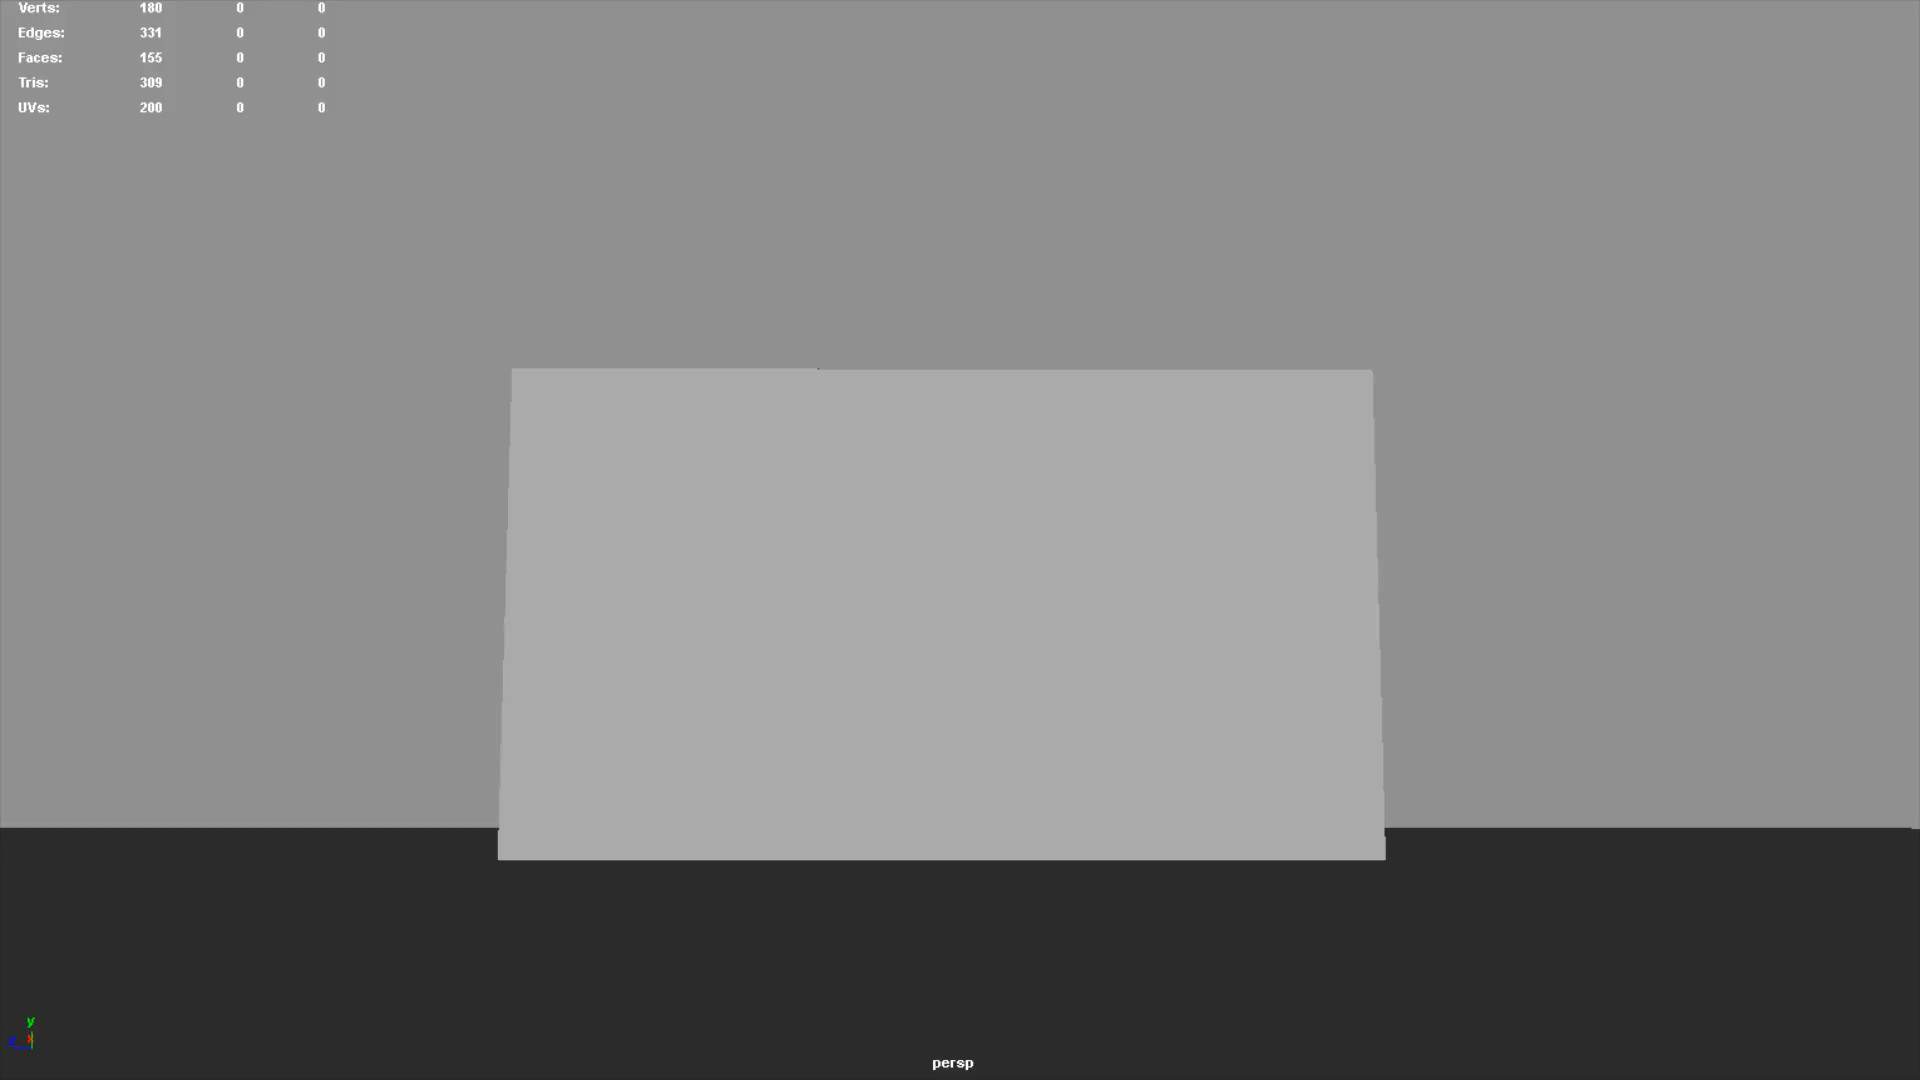 Verts: 180 0 0
Edges: 331 0 0
Faces: 155 0 0
Tris: 309 0 0
UVs: 200 0 0
y
z x
persp